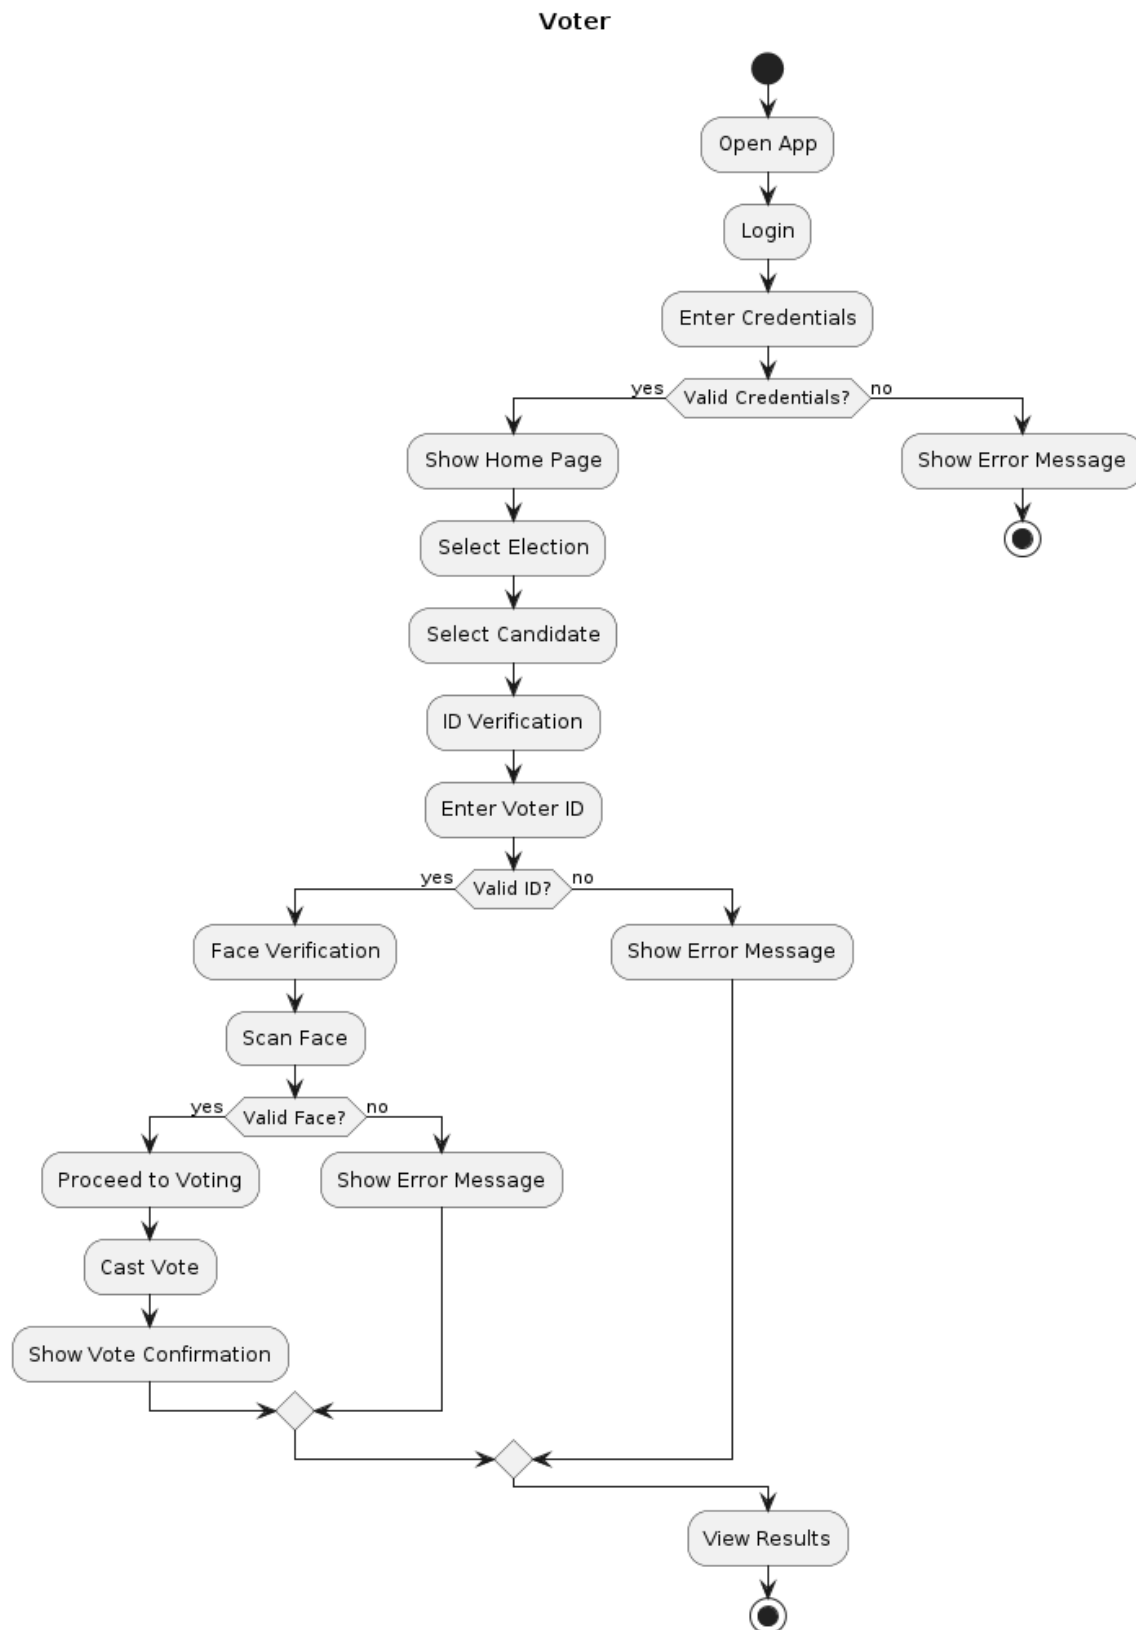 Voter
Open App
Login
Enter Credentials
yes
Valid Credentials?
no
Show Home Page
Show Error Message
Select Election
Select Candidate
ID Verification
Enter Voter ID
yes
Valid ID?
no
Face Verification
Show Error Message
Scan Face
yes
Valid Face?
no
Proceed to Voting
Show Error Message
Cast Vote
Show Vote Confirmation
View Results